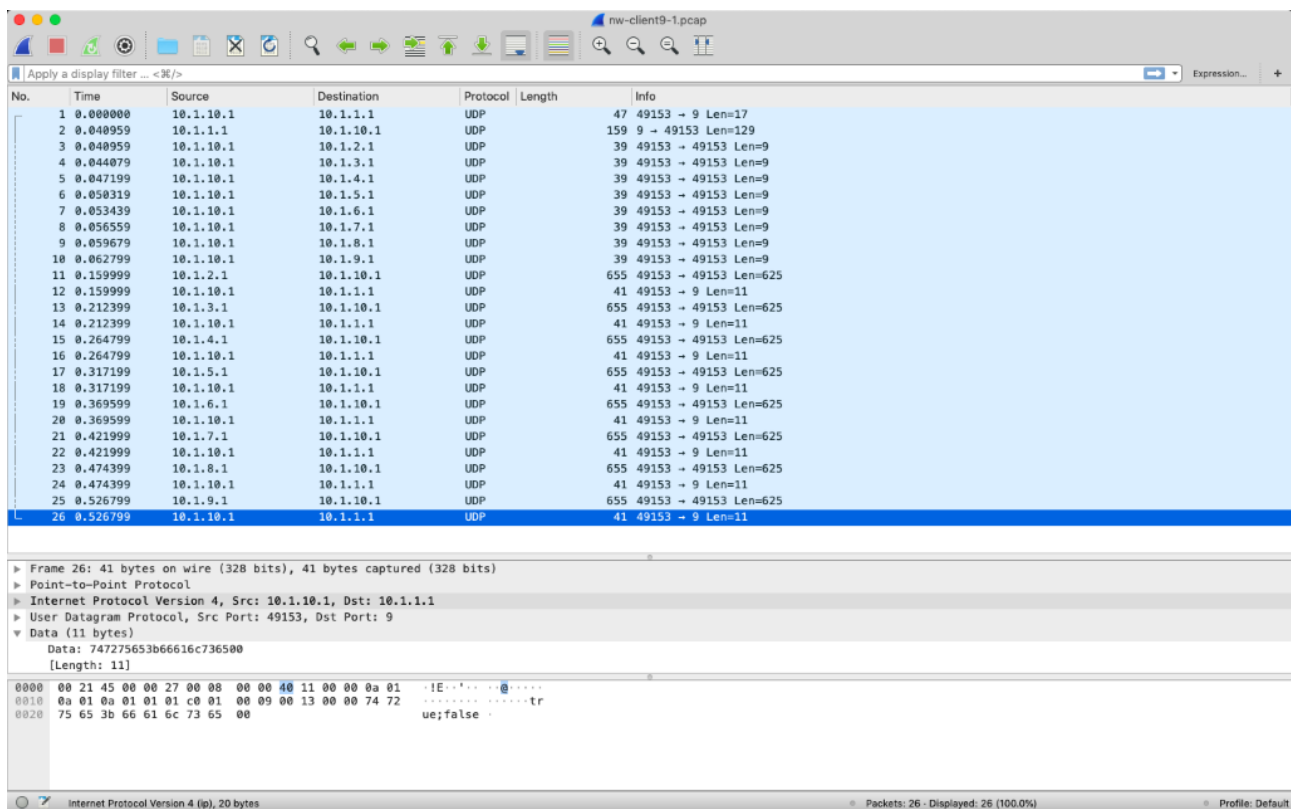 nw-client9-1.pcap
Apply a display filter ... <⌘/>
Expression... +
No. Time Source Destination Protocol Length Info
1 0.000000 10.1.10.1 10.1.1.1 UDP 47 49153 → 9 Len=17
2 0.040959 10.1.1.1 10.1.10.1 UDP 159 9 → 49153 Len=129
3 0.040959 10.1.10.1 10.1.2.1 UDP 39 49153 → 49153 Len=9
4 0.044079 10.1.10.1 10.1.3.1 UDP 39 49153 → 49153 Len=9
5 0.047199 10.1.10.1 10.1.4.1 UDP 39 49153 → 49153 Len=9
6 0.050319 10.1.10.1 10.1.5.1 UDP 39 49153 → 49153 Len=9
7 0.053439 10.1.10.1 10.1.6.1 UDP 39 49153 → 49153 Len=9
8 0.056559 10.1.10.1 10.1.7.1 UDP 39 49153 → 49153 Len=9
9 0.059679 10.1.10.1 10.1.8.1 UDP 39 49153 → 49153 Len=9
10 0.062799 10.1.10.1 10.1.9.1 UDP 39 49153 → 49153 Len=9
11 0.159999 10.1.2.1 10.1.10.1 UDP 655 49153 → 49153 Len=625
12 0.159999 10.1.10.1 10.1.1.1 UDP 41 49153 → 9 Len=11
13 0.212399 10.1.3.1 10.1.10.1 UDP 655 49153 → 49153 Len=625
14 0.212399 10.1.10.1 10.1.1.1 UDP 41 49153 → 9 Len=11
15 0.264799 10.1.4.1 10.1.10.1 UDP 655 49153 → 49153 Len=625
16 0.264799 10.1.10.1 10.1.1.1 UDP 41 49153 → 9 Len=11
17 0.317199 10.1.5.1 10.1.10.1 UDP 655 49153 → 49153 Len=625
18 0.317199 10.1.10.1 10.1.1.1 UDP 41 49153 → 9 Len=11
19 0.369599 10.1.6.1 10.1.10.1 UDP 655 49153 → 49153 Len=625
20 0.369599 10.1.10.1 10.1.1.1 UDP 41 49153 → 9 Len=11
21 0.421999 10.1.7.1 10.1.10.1 UDP 655 49153 → 49153 Len=625
22 0.421999 10.1.10.1 10.1.1.1 UDP 41 49153 → 9 Len=11
23 0.474399 10.1.8.1 10.1.10.1 UDP 655 49153 → 49153 Len=625
24 0.474399 10.1.10.1 10.1.1.1 UDP 41 49153 → 9 Len=11
25 0.526799 10.1.9.1 10.1.10.1 UDP 655 49153 → 49153 Len=625
26 0.526799 10.1.10.1 10.1.1.1 UDP 41 49153 → 9 Len=11
Frame 26: 41 bytes on wire (328 bits), 41 bytes captured (328 bits)
Point-to-Point Protocol
Internet Protocol Version 4, Src: 10.1.10.1, Dst: 10.1.1.1
User Datagram Protocol, Src Port: 49153, Dst Port: 9
Data (11 bytes)
Data: 747275653b66616c736500
[Length: 11]
0000 00 21 45 00 00 27 00 08 00 00 40 11 00 00 0a 01 ·!E··'·· ··@·····
0010 0a 01 0a 01 01 01 c0 01 00 09 00 13 00 00 74 72 ········ ······tr
0020 75 65 3b 66 61 6c 73 65 00 ue;false ·
Internet Protocol Version 4 (ip), 20 bytes
Packets: 26 · Displayed: 26 (100.0%)
Profile: Default